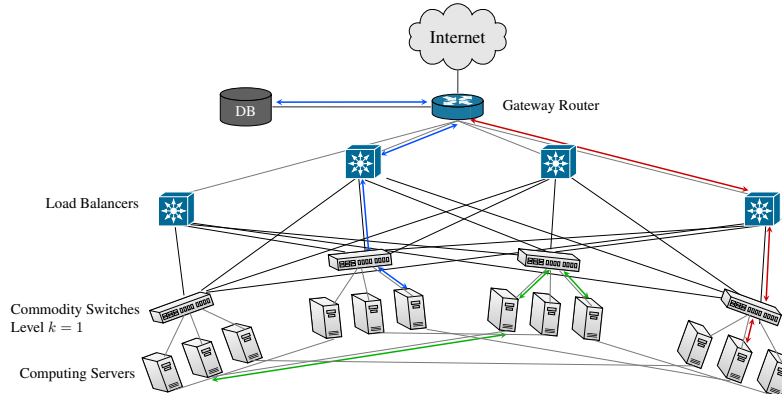 Internet
DB
Gateway Router
Load Balancers
Commodity Switches
Level k = 1
Computing Servers